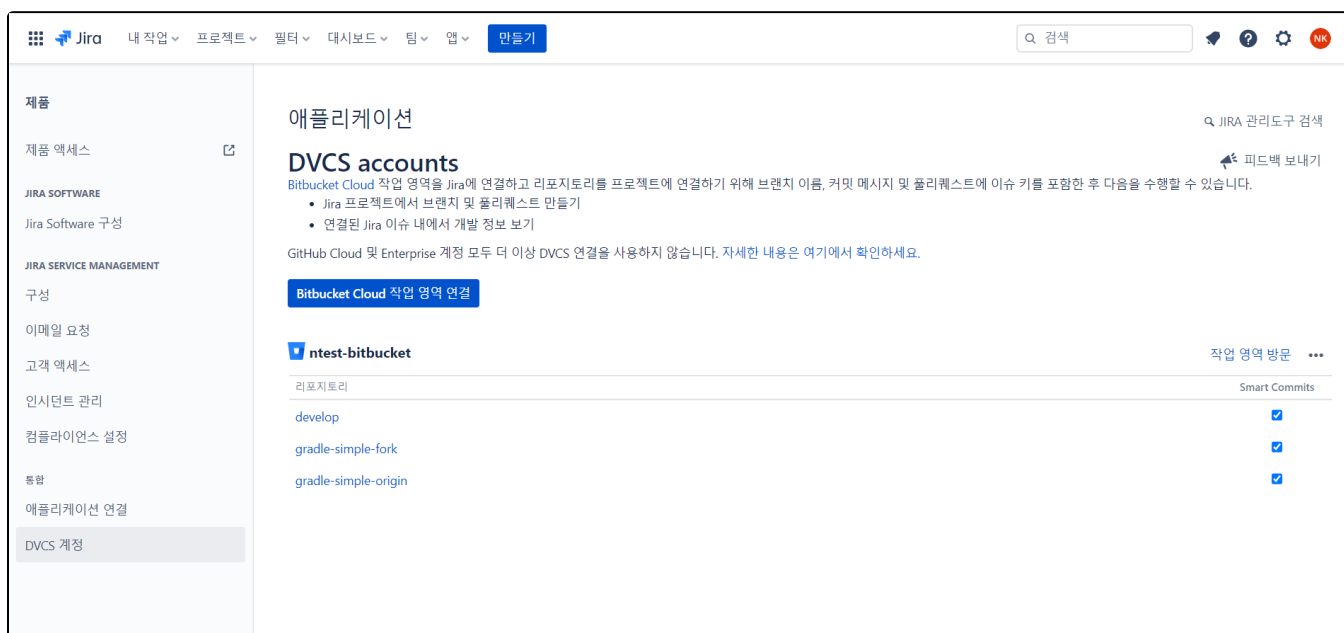 Jira 내 작업 프로젝트 필터 대시보드 팀 앱 만들기 검색 NK
제품
제품 액세스
JIRA SOFTWARE
Jira Software 구성
JIRA SERVICE MANAGEMENT
구성
이메일 요청
고객 액세스
인시던트 관리
컴플라이언스 설정
통합
애플리케이션 연결
DVCS 계정
애플리케이션
JIRA 관리도구 검색
DVCS accounts
피드백 보내기
Bitbucket Cloud 작업 영역을 Jira에 연결하고 리포지토리를 프로젝트에 연결하기 위해 브랜치 이름, 커밋 메시지 및 풀리퀘스트에 이슈 키를 포함한 후 다음을 수행할 수 있습니다.
• Jira 프로젝트에서 브랜치 및 풀리퀘스트 만들기
• 연결된 Jira 이슈 내에서 개발 정보 보기
GitHub Cloud 및 Enterprise 계정 모두 더 이상 DVCS 연결을 사용하지 않습니다. 자세한 내용은 여기에서 확인하세요.
Bitbucket Cloud 작업 영역 연결
ntest-bitbucket 작업 영역 방문
리포지토리 Smart Commits
develop
gradle-simple-fork
gradle-simple-origin